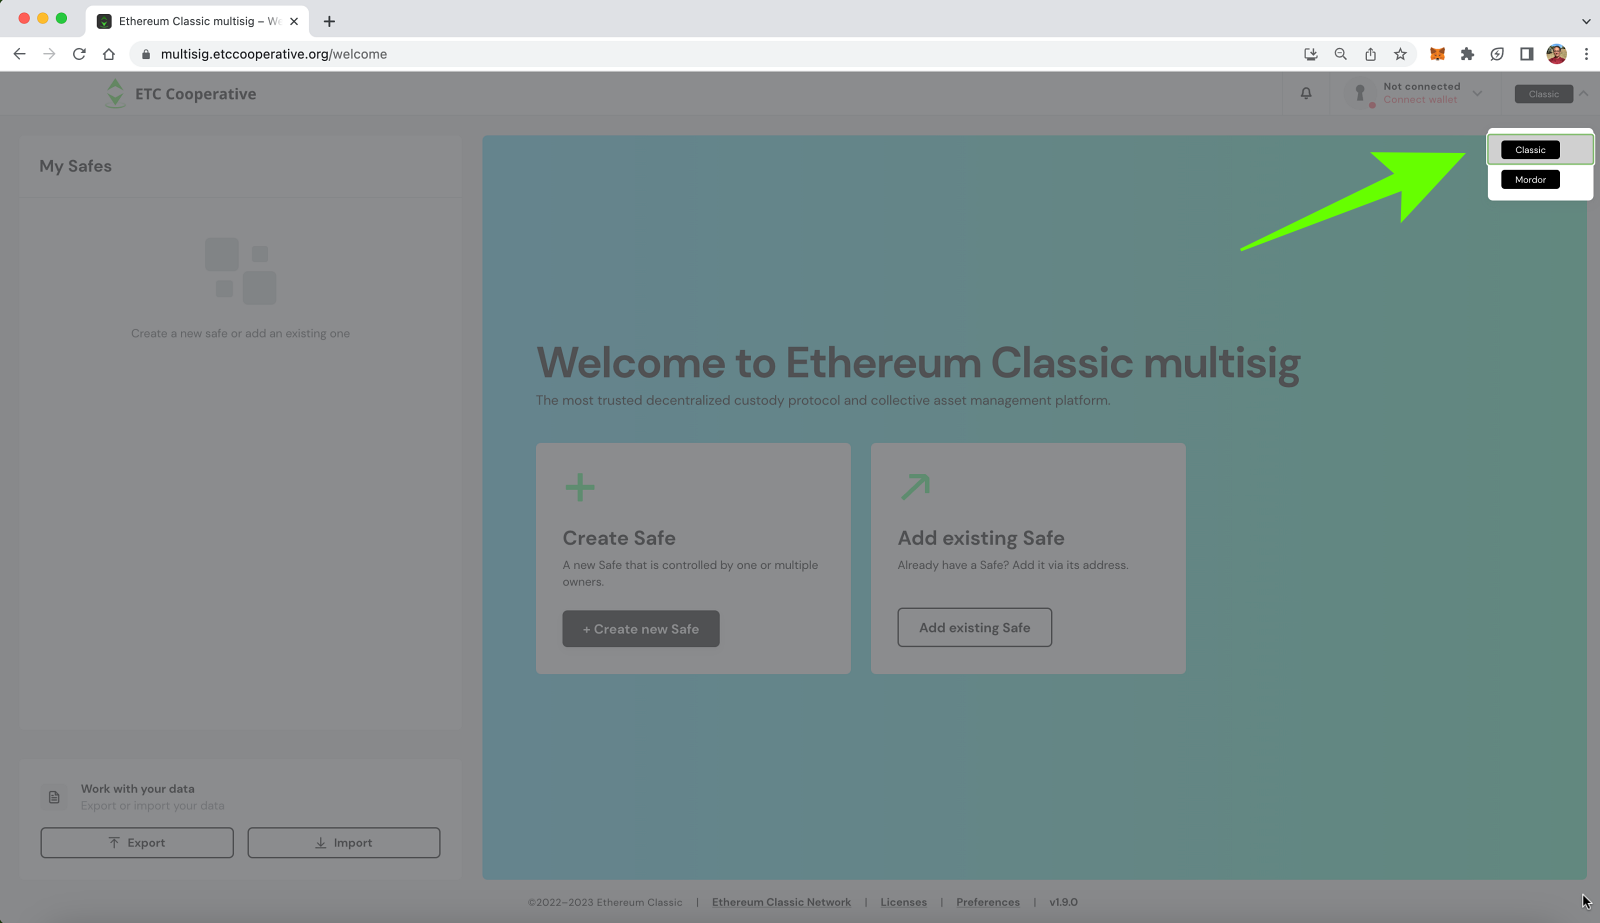 Ethereum Classic multisig – We
multisig.etccooperative.org/welcome
ETC Cooperative
Not connected
Connect wallet
Classic
Classic
Mordor
My Safes
Create a new safe or add an existing one
Welcome to Ethereum Classic multisig
The most trusted decentralized custody protocol and collective asset management platform.
Create Safe
A new Safe that is controlled by one or multiple
owners.
+ Create new Safe
Add existing Safe
Already have a Safe? Add it via its address.
Add existing Safe
Work with your data
Export or import your data
Export
Import
©2022–2023 Ethereum Classic | Ethereum Classic Network | Licenses | Preferences | v1.9.0